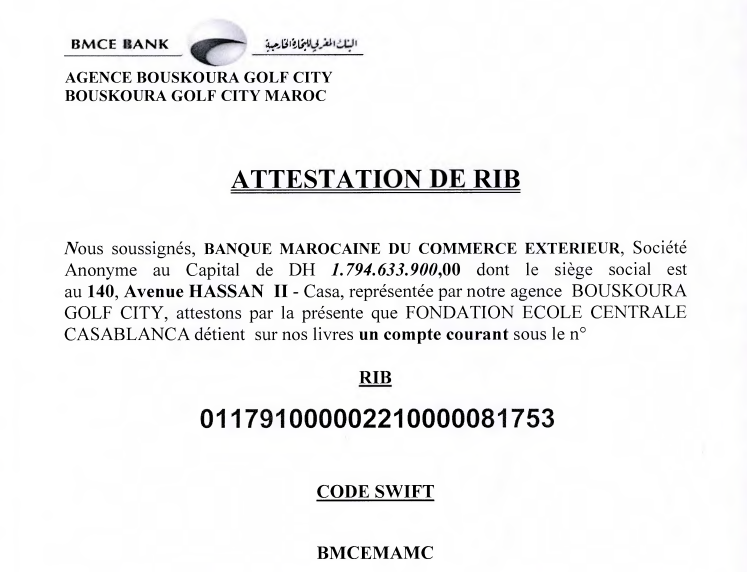 BMCE BANK البنك المغربي للتجارة الخارجية
AGENCE BOUSKOURA GOLF CITY
BOUSKOURA GOLF CITY MAROC
ATTESTATION DE RIB
Nous soussignés, BANQUE MAROCAINE DU COMMERCE EXTERIEUR, Société
Anonyme au Capital de DH 1.794.633.900,00 dont le siège social est
au 140, Avenue HASSAN II - Casa, représentée par notre agence BOUSKOURA
GOLF CITY, attestons par la présente que FONDATION ECOLE CENTRALE
CASABLANCA détient sur nos livres un compte courant sous le n°
RIB
011791000002210000081753
CODE SWIFT
BMCEMAMC